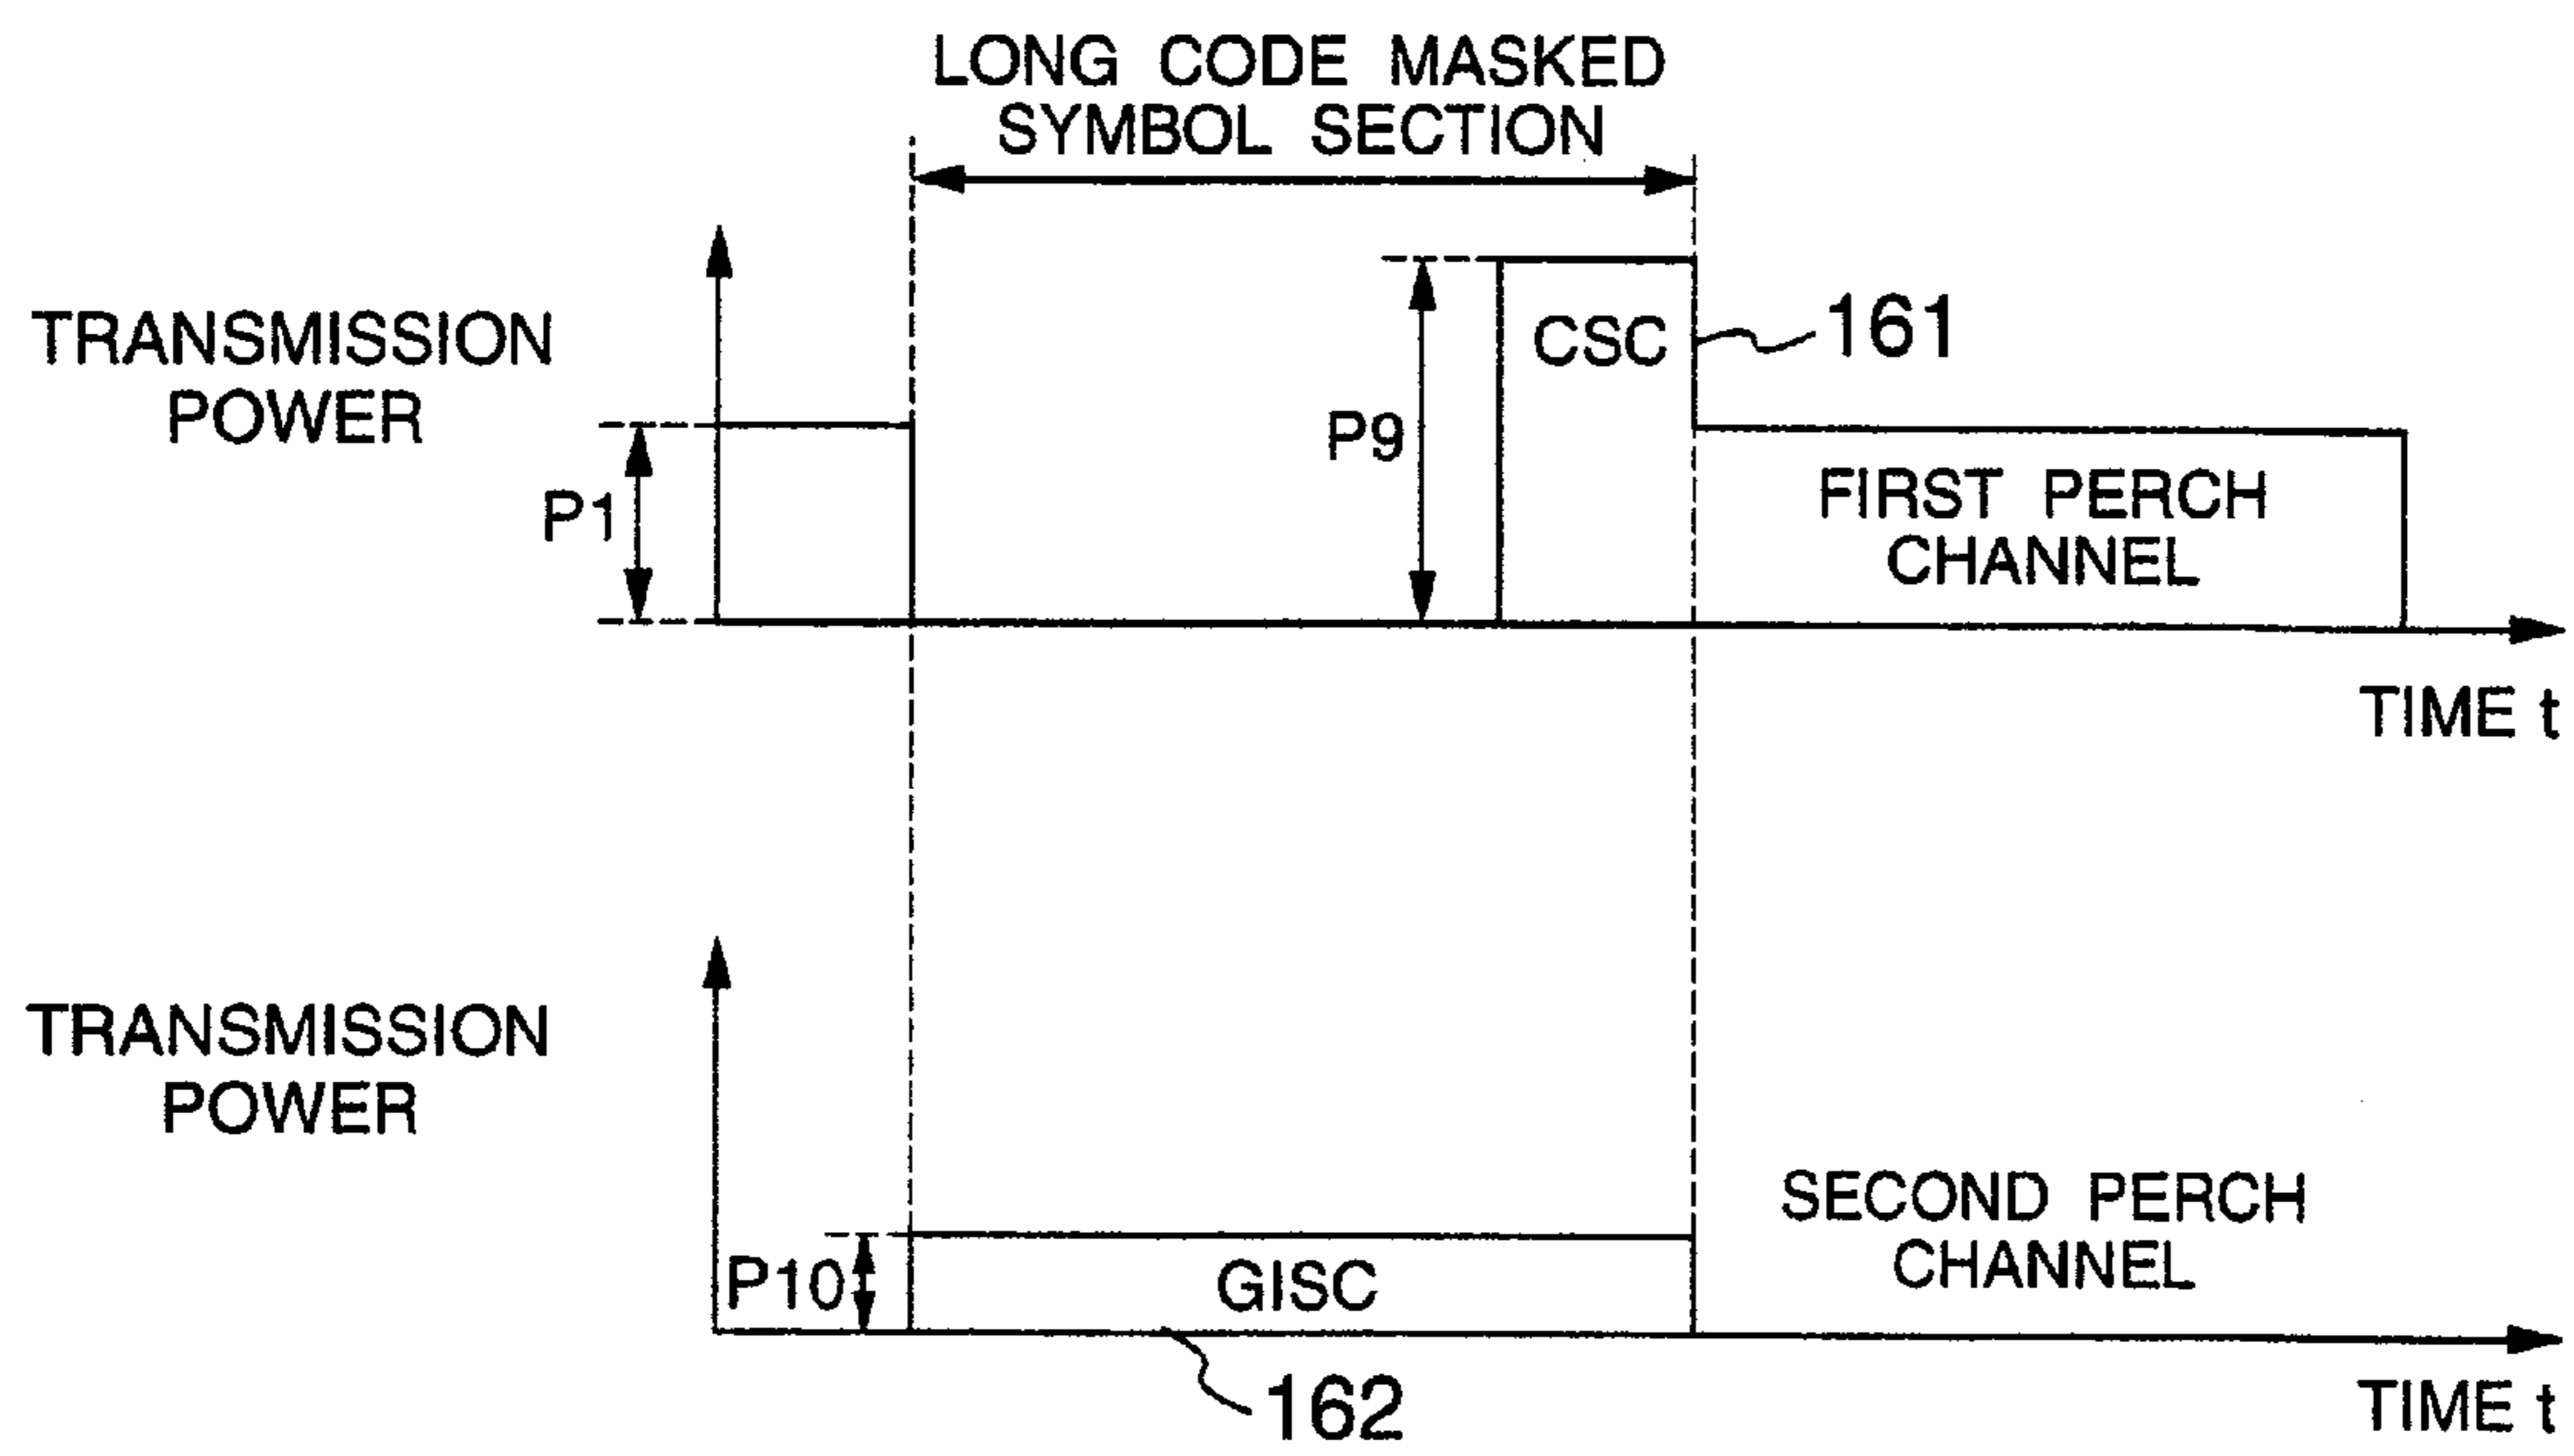 LONG CODE MASKED
SYMBOL SECTION
TRANSMISSION
POWER
P1
P9
CSC
161
FIRST PERCH
CHANNEL
TIME t
TRANSMISSION
POWER
P10
GISC
SECOND PERCH
CHANNEL
162
TIME t